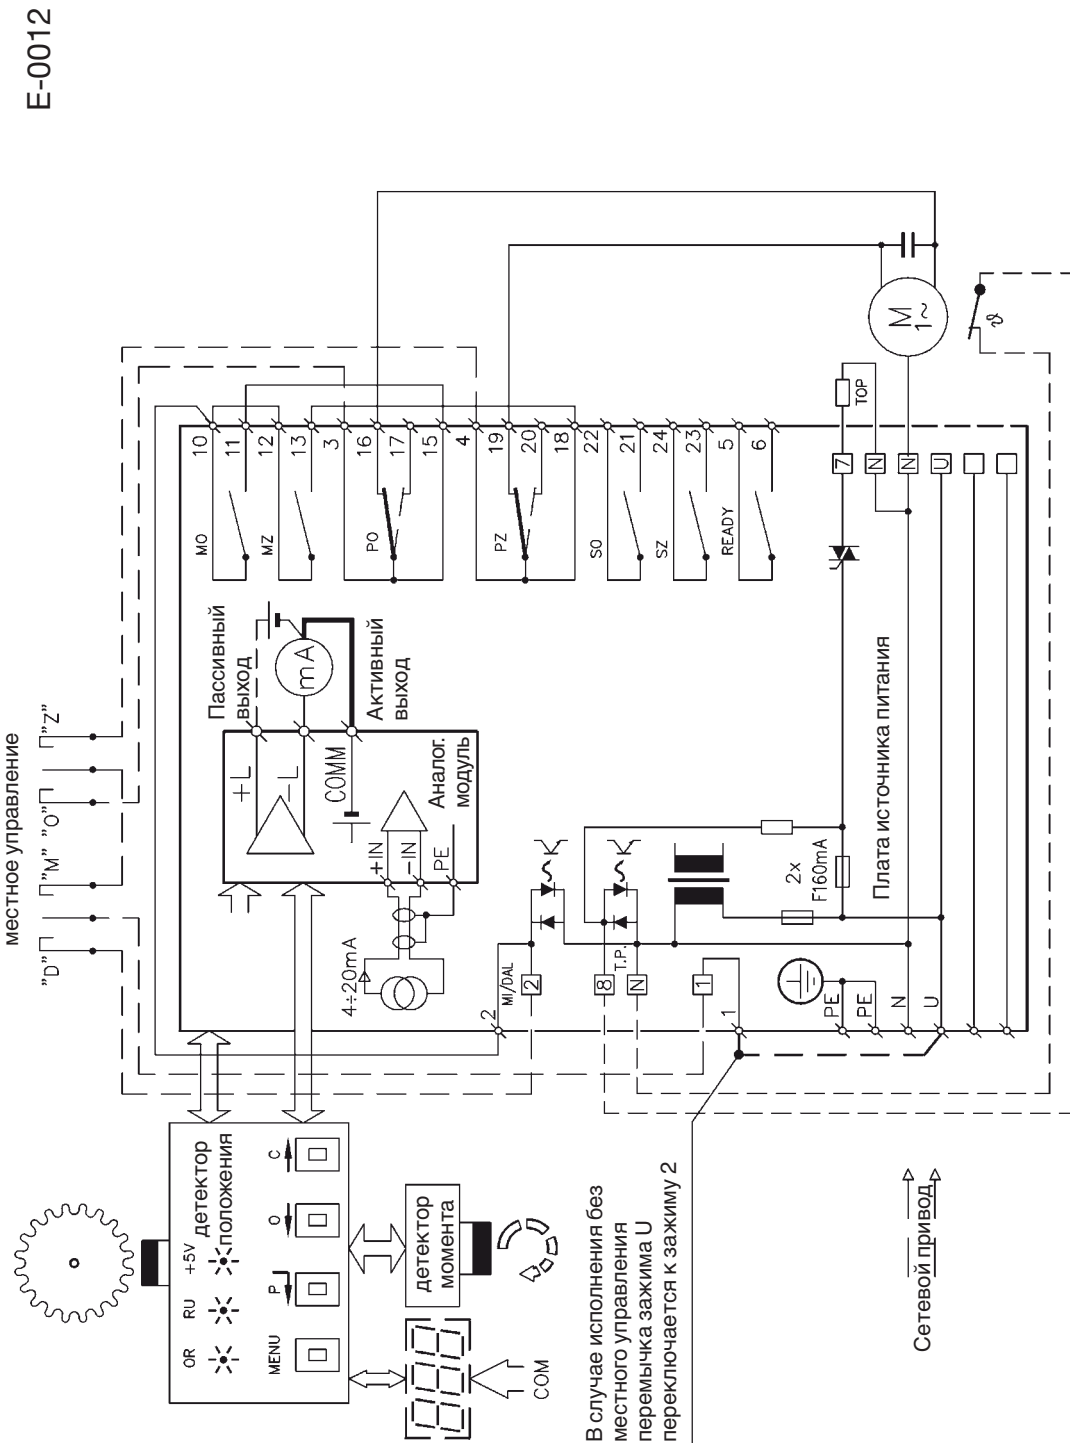 E-0012
местное управление
"D"
"M"
"O"
"Z"
10
11
12
13
3
16
17
15
4
19
20
18
22
21
24
23
5
6
MO
MZ
PO
PZ
SO
SZ
READY
7
N
N
U
TOP
M
1~
ϑ
Пассивный
выход
mA
Активный
выход
+L
-L
COMM
Аналог.
модуль
+IN
-IN
PE
4÷20mA
2
MI/DAL
2
8
T.P.
N
1
1
2x
F160mA
Плата источника питания
PE
PE
N
U
детектор
положения
+5V
RU
OR
MENU
P
O
C
детектор
момента
COM
В случае исполнения без
местного управления
перемычка зажима U
переключается к зажиму 2
Сетевой привод